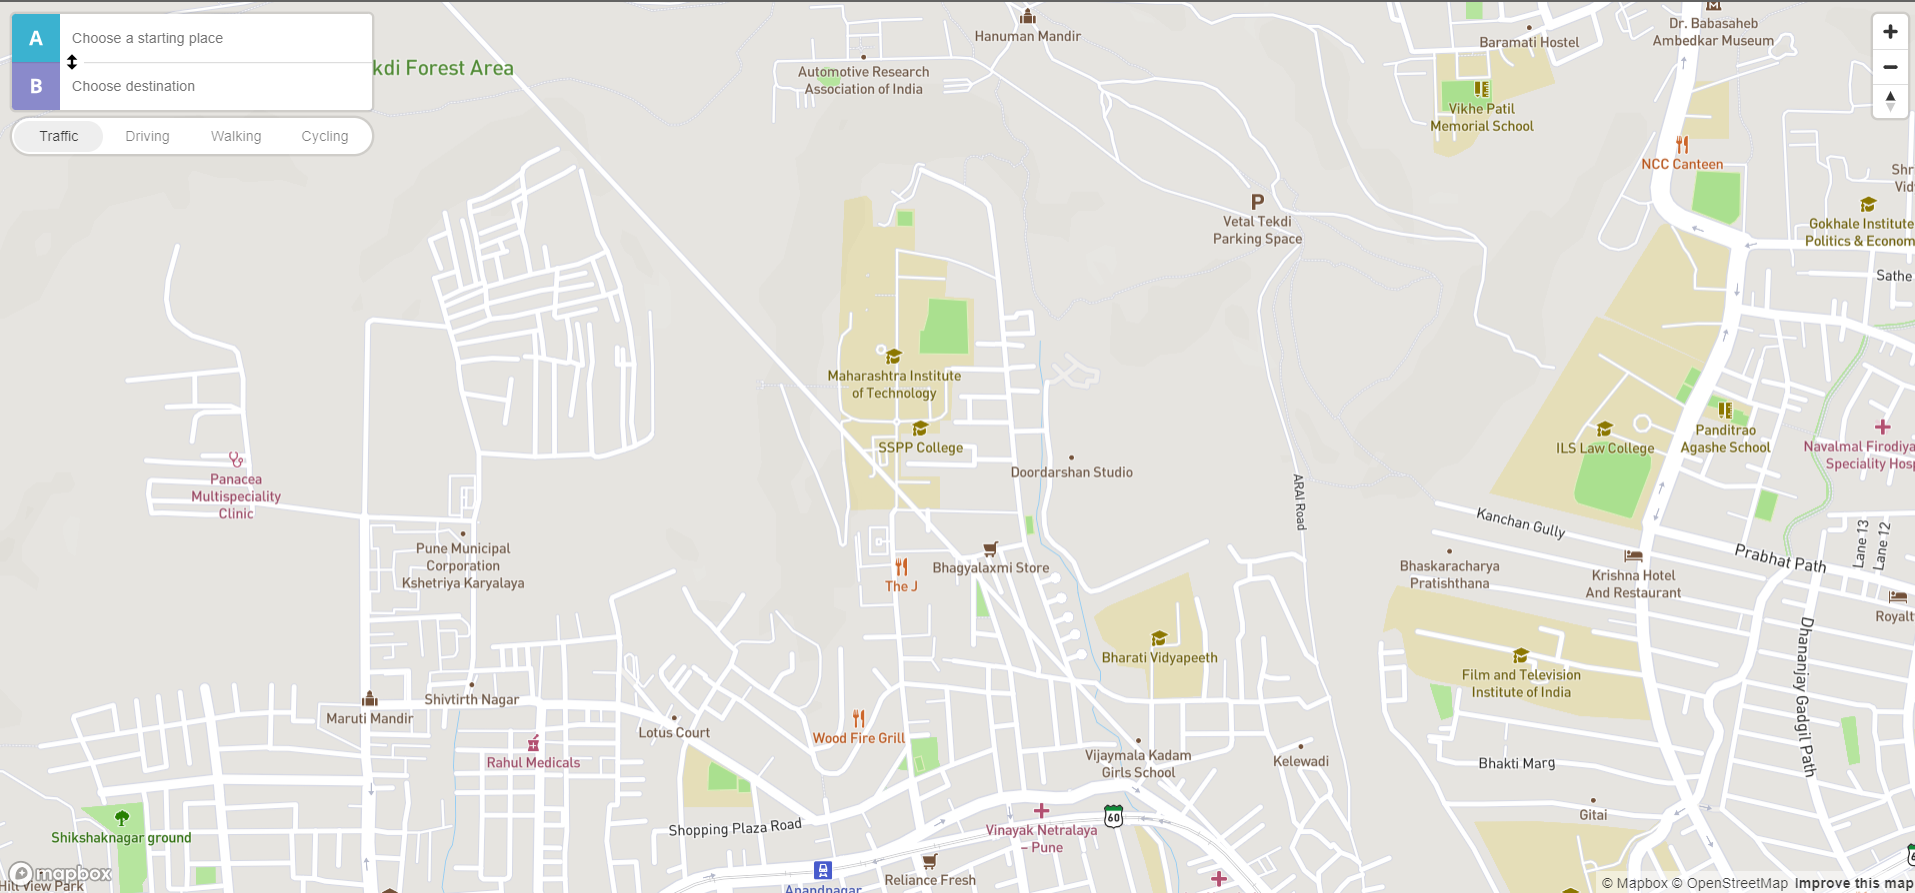 A
Choose a starting place
B
Choose destination
Traffic
Driving
Walking
Cycling
kdi Forest Area
Hanuman Mandir
Automotive Research
Association of India
Baramati Hostel
Dr. Babasaheb
Ambedkar Museum
Vikhe Patil
Memorial School
NCC Canteen
Shr
Vid
Gokhale Institute
Politics & Econom
Sathe
P
Vetal Tekdi
Parking Space
Maharashtra Institute
of Technology
SSPP College
Doordarshan Studio
ARAI Road
ILS Law College
Panditrao
Agashe School
Navalmal Firodiya
Speciality Hosp
Panacea
Multispeciality
Clinic
Pune Municipal
Corporation
Kshetriya Karyalaya
Kanchan Gully
Prabhat Path
Lane 13
Lane 12
Bhagyalaxmi Store
The J
Bhaskaracharya
Pratishthana
Krishna Hotel
And Restaurant
Royalt
Bharati Vidyapeeth
Film and Television
Institute of India
Dhananjay Gadgil Path
Maruti Mandir
Shivtirth Nagar
Lotus Court
Wood Fire Grill
Rahul Medicals
Vijaymala Kadam
Girls School
Kelewadi
Bhakti Marg
Gitai
Shikshaknagar ground
Shopping Plaza Road
Vinayak Netralaya
– Pune
60
Reliance Fresh
Anandnagar
mapbox
Hill View Park
© Mapbox © OpenStreetMap Improve this map